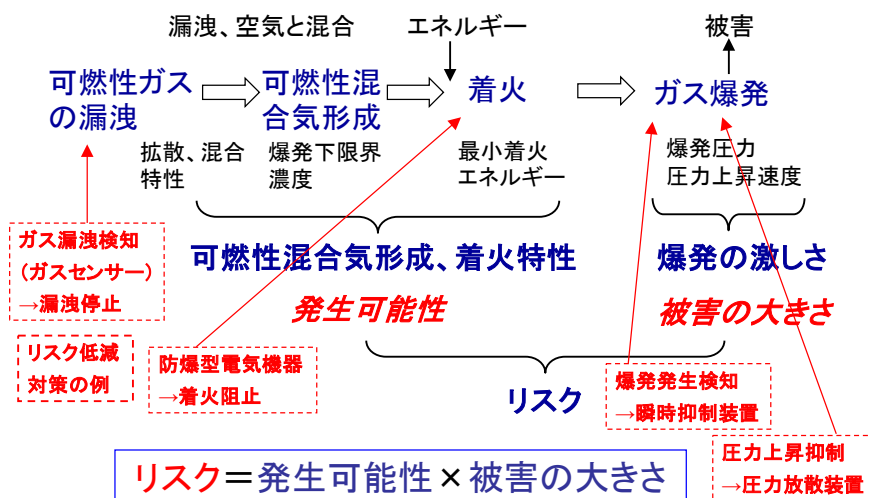 漏洩、空気と混合
エネルギー
被害
可燃性ガス
の漏洩
可燃性混
合気形成
着火
ガス爆発
拡散、混合
特性
爆発下限界
濃度
最小着火
エネルギー
爆発圧力
圧力上昇速度
ガス漏洩検知
（ガスセンサー）
→漏洩停止
可燃性混合気形成、着火特性
爆発の激しさ
発生可能性
被害の大きさ
リスク低減
対策の例
防爆型電気機器
→着火阻止
リスク
爆発発生検知
→瞬時抑制装置
圧力上昇抑制
→圧力放散装置
リスク＝発生可能性×被害の大きさ